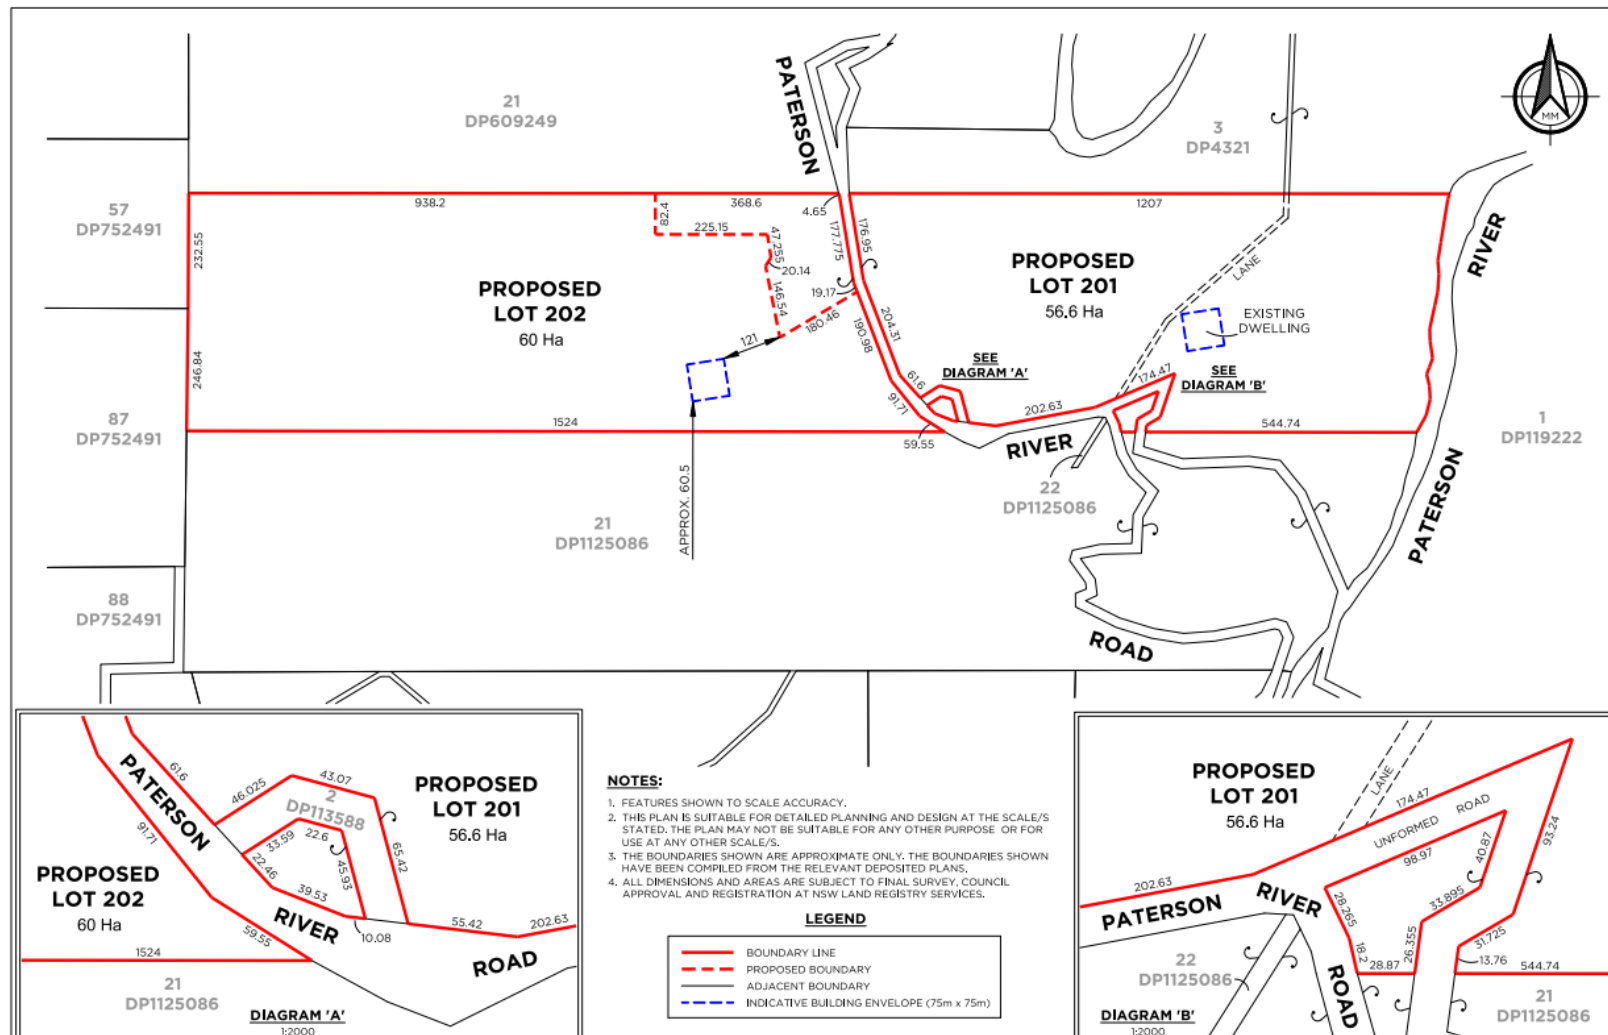 21
DP609249
PATERSON
3
DP4321
MM
57
DP752491
938.2
368.6
4.65
1207
82.4
225.15
232.55
47.255
20.14
177.775
176.95
146.54
19.17
180.46
PROPOSED
LOT 202
60 Ha
PROPOSED
LOT 201
56.6 Ha
LANE
RIVER
EXISTING
DWELLING
204.31
190.98
121
246.84
SEE
DIAGRAM 'A'
61.6
91.71
174.47
SEE
DIAGRAM 'B'
202.63
87
DP752491
1524
59.55
RIVER
544.74
1
DP119222
PATERSON
22
DP1125086
21
DP1125086
APPROX. 60.5
88
DP752491
ROAD
PATERSON
61.6
46.025
43.07
2
DP113588
PROPOSED
LOT 201
56.6 Ha
91.71
33.59
22.6
22.46
45.93
65.42
39.53
PROPOSED
LOT 202
60 Ha
RIVER
10.08
55.42
202.63
59.55
1524
ROAD
21
DP1125086
DIAGRAM 'A'
1:2000
NOTES:
1. FEATURES SHOWN TO SCALE ACCURACY.
2. THIS PLAN IS SUITABLE FOR DETAILED PLANNING AND DESIGN AT THE SCALE/S
STATED. THE PLAN MAY NOT BE SUITABLE FOR ANY OTHER PURPOSE OR FOR
USE AT ANY OTHER SCALE/S.
3. THE BOUNDARIES SHOWN ARE APPROXIMATE ONLY. THE BOUNDARIES SHOWN
HAVE BEEN COMPILED FROM THE RELEVANT DEPOSITED PLANS.
4. ALL DIMENSIONS AND AREAS ARE SUBJECT TO FINAL SURVEY, COUNCIL
APPROVAL AND REGISTRATION AT NSW LAND REGISTRY SERVICES.
LEGEND
BOUNDARY LINE
PROPOSED BOUNDARY
ADJACENT BOUNDARY
INDICATIVE BUILDING ENVELOPE (75m x 75m)
PROPOSED
LOT 201
56.6 Ha
LANE
174.47
UNFORMED ROAD
98.97
40.87
93.24
202.63
PATERSON
RIVER
28.265
33.895
18.2
26.355
31.725
28.87
13.76
544.74
22
DP1125086
ROAD
21
DP1125086
DIAGRAM 'B'
1:2000